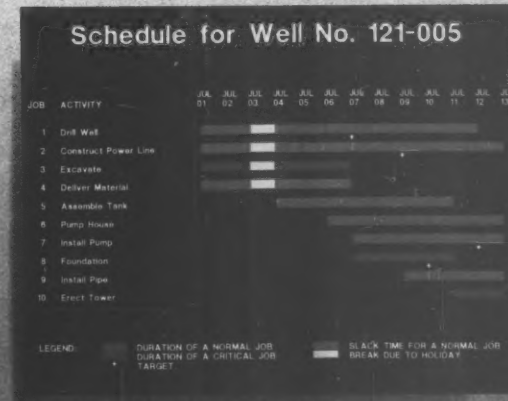 Schedule for Well No. 121-005
JUL JUL JUL JUL JUL JUL JUL JUL JUL JUL JUL JUL JUL
JOB ACTIVITY 01 02 03 04 05 06 07 08 09 10 11 12 13
1 Drill Well
2 Construct Power Line
3 Excavate
4 Deliver Material
5 Assemble Tank
6 Pump House
7 Install Pump
8 Foundation
9 Install Pipe
10 Erect Tower
LEGEND: DURATION OF A NORMAL JOB SLACK TIME FOR A NORMAL JOB
DURATION OF A CRITICAL JOB BREAK DUE TO HOLIDAY
TARGET